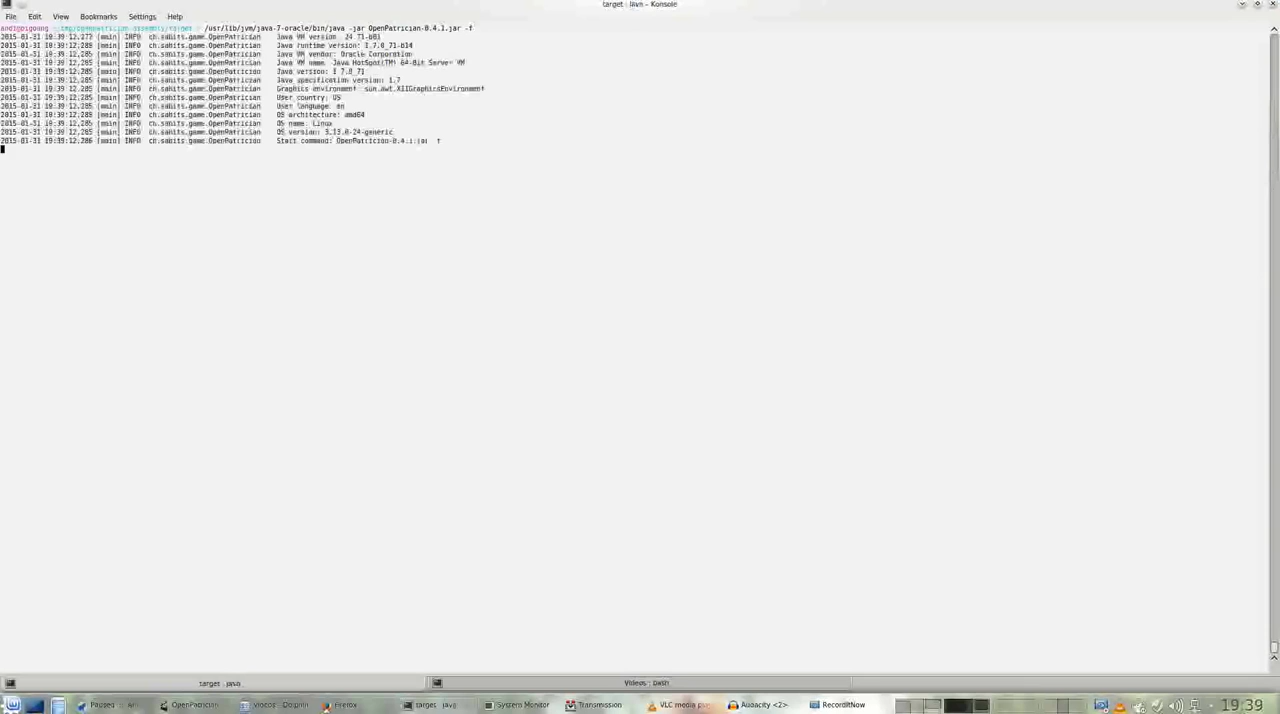 target : java – Konsole
File Edit View Bookmarks Settings Help
/usr/lib/jvm/java-7-oracle/bin/java -jar OpenPatrician-0.4.1.jar -f
2015-01-31 19:39:12,277 [main] INFO ch.sahits.game.OpenPatrician Java VM version: 24.71-b01
2015-01-31 19:39:12,285 [main] INFO ch.sahits.game.OpenPatrician Java runtime version: 1.7.0_71-b14
2015-01-31 19:39:12,285 [main] INFO ch.sahits.game.OpenPatrician Java VM vendor: Oracle Corporation
2015-01-31 19:39:12,285 [main] INFO ch.sahits.game.OpenPatrician Java VM name: Java HotSpot(TM) 64-Bit Server VM
2015-01-31 19:39:12,285 [main] INFO ch.sahits.game.OpenPatrician Java version: 1.7.0_71
2015-01-31 19:39:12,285 [main] INFO ch.sahits.game.OpenPatrician Java specification version: 1.7
2015-01-31 19:39:12,285 [main] INFO ch.sahits.game.OpenPatrician Graphics environment: sun.awt.X11GraphicsEnvironment
2015-01-31 19:39:12,285 [main] INFO ch.sahits.game.OpenPatrician User country: US
2015-01-31 19:39:12,285 [main] INFO ch.sahits.game.OpenPatrician User language: en
2015-01-31 19:39:12,285 [main] INFO ch.sahits.game.OpenPatrician OS architecture: amd64
2015-01-31 19:39:12,285 [main] INFO ch.sahits.game.OpenPatrician OS name: Linux
2015-01-31 19:39:12,285 [main] INFO ch.sahits.game.OpenPatrician OS version: 3.13.0-24-generic
2015-01-31 19:39:12,286 [main] INFO ch.sahits.game.OpenPatrician Start command: OpenPatrician-0.4.1.jar -f
target : java Videos : bash
Paused OpenPatrician Videos Dolphin Firefox target : java System Monitor Transmission VLC media Audacity <2> RecordItNow 19:39